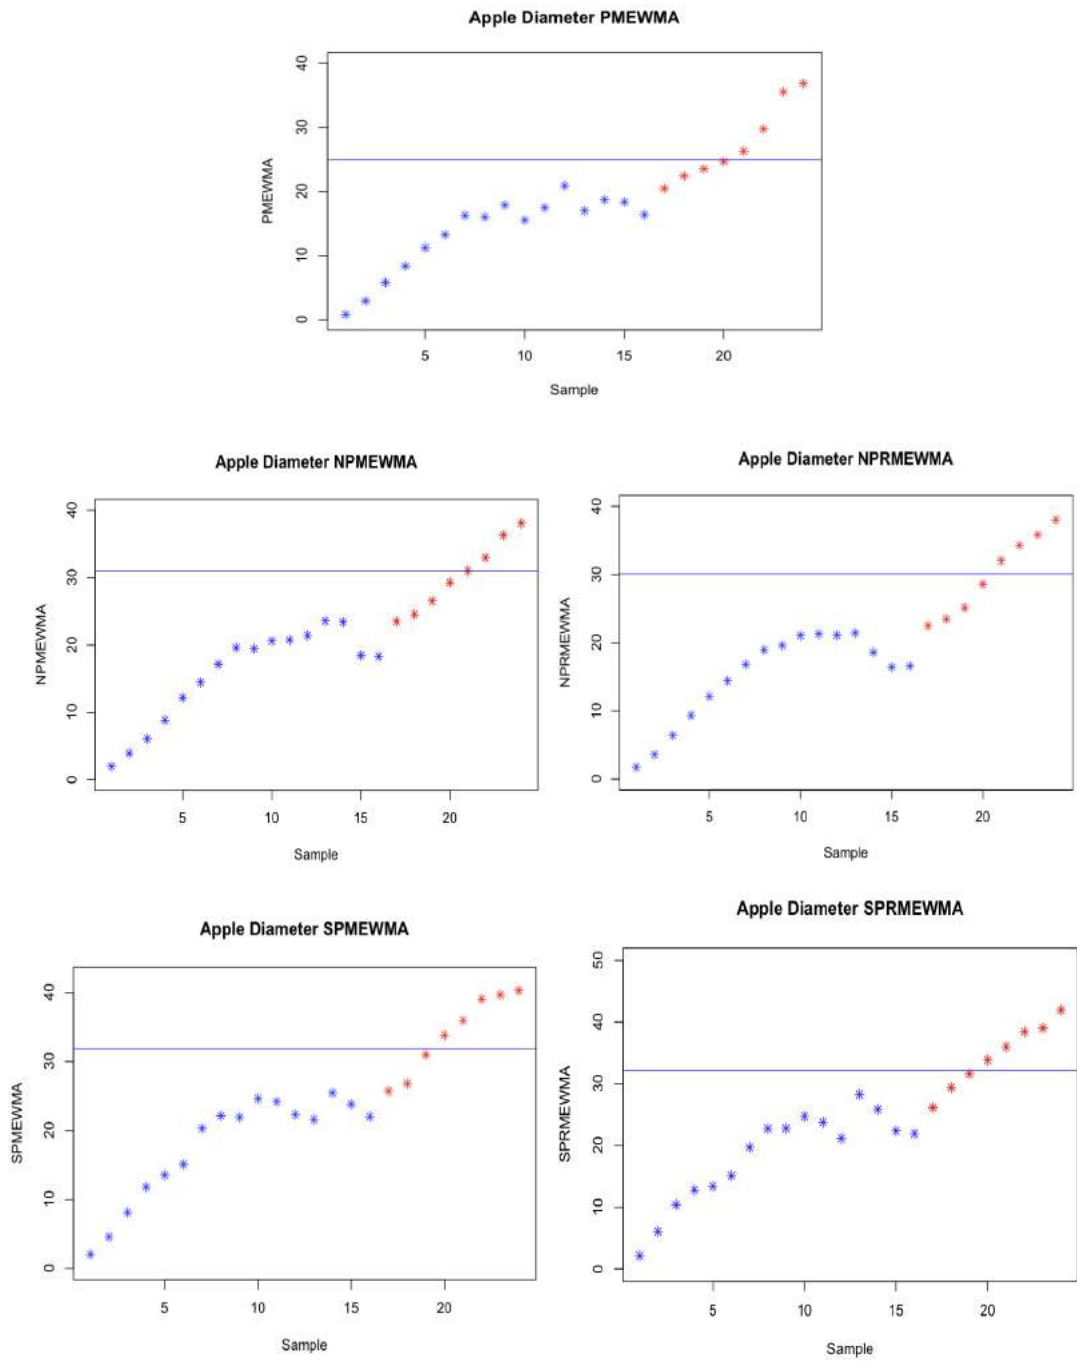 Apple Diameter PMEWMA
PMEWMA
40
30
20
10
0
5 10 15 20
Sample
Apple Diameter NPMEWMA
NPMEWMA
40
30
20
10
0
5 10 15 20
Sample
Apple Diameter NPRMEWMA
NPRMEWMA
40
30
20
10
0
5 10 15 20
Sample
Apple Diameter SPMEWMA
SPMEWMA
40
30
20
10
0
5 10 15 20
Sample
Apple Diameter SPRMEWMA
SPRMEWMA
50
40
30
20
10
0
5 10 15 20
Sample